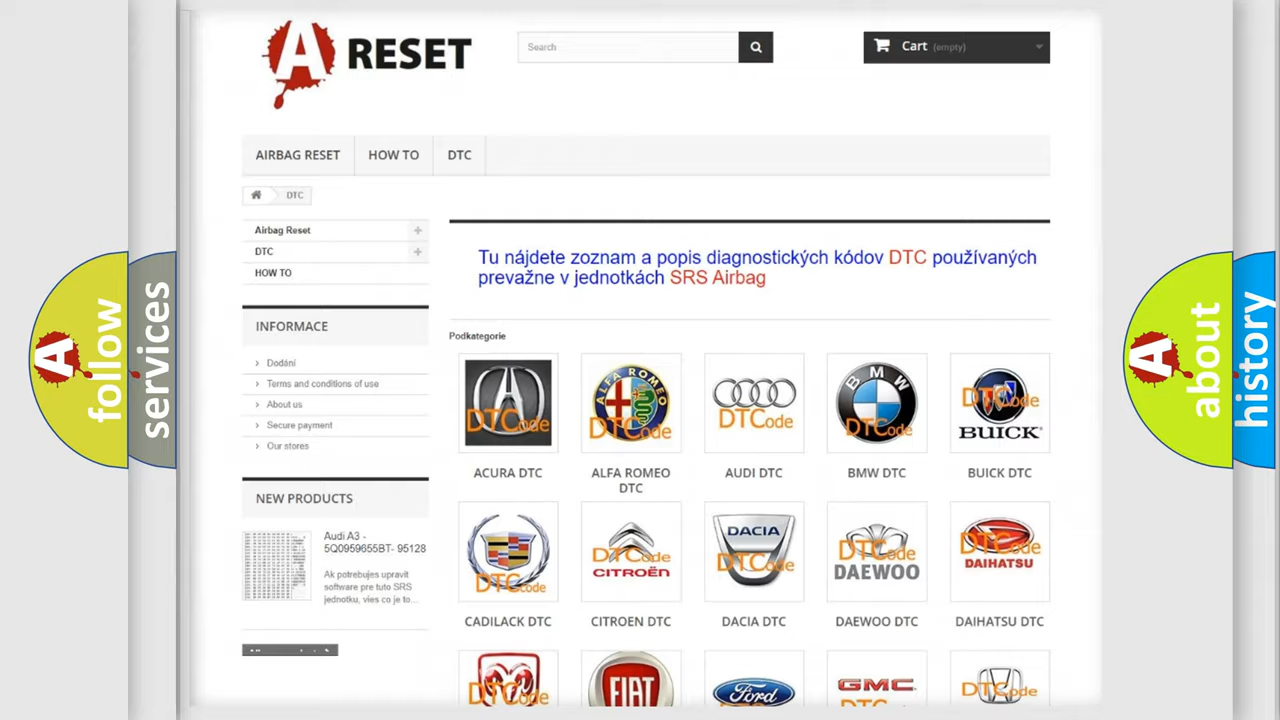 A RESET
Search
Cart (empty)
AIRBAG RESET
HOW TO
DTC
DTC
Airbag Reset
DTC
HOW TO
INFORMACE
Dodání
Terms and conditions of use
About us
Secure payment
Our stores
NEW PRODUCTS
Audi A3 -
5Q0959655BT- 95128
Ak potrebujes upravit
software pre tuto SRS
jednotku, vies co je to...
Tu nájdete zoznam a popis diagnostických kódov DTC používaných
prevažne v jednotkách SRS Airbag
Podkategorie
DTCode
ALFA ROMEO
DTCode
DTCode
BMW
DTCode
DTCode
BUICK
ACURA DTC
ALFA ROMEO
DTC
AUDI DTC
BMW DTC
BUICK DTC
DTCode
DTCode
CITROËN
DACIA
DTCode
DTCode
DAEWOO
DTCode
DAIHATSU
CADILACK DTC
CITROEN DTC
DACIA DTC
DAEWOO DTC
DAIHATSU DTC
DTCode
FIAT
Ford
GMC
DTCode
A follow
services
A about
history